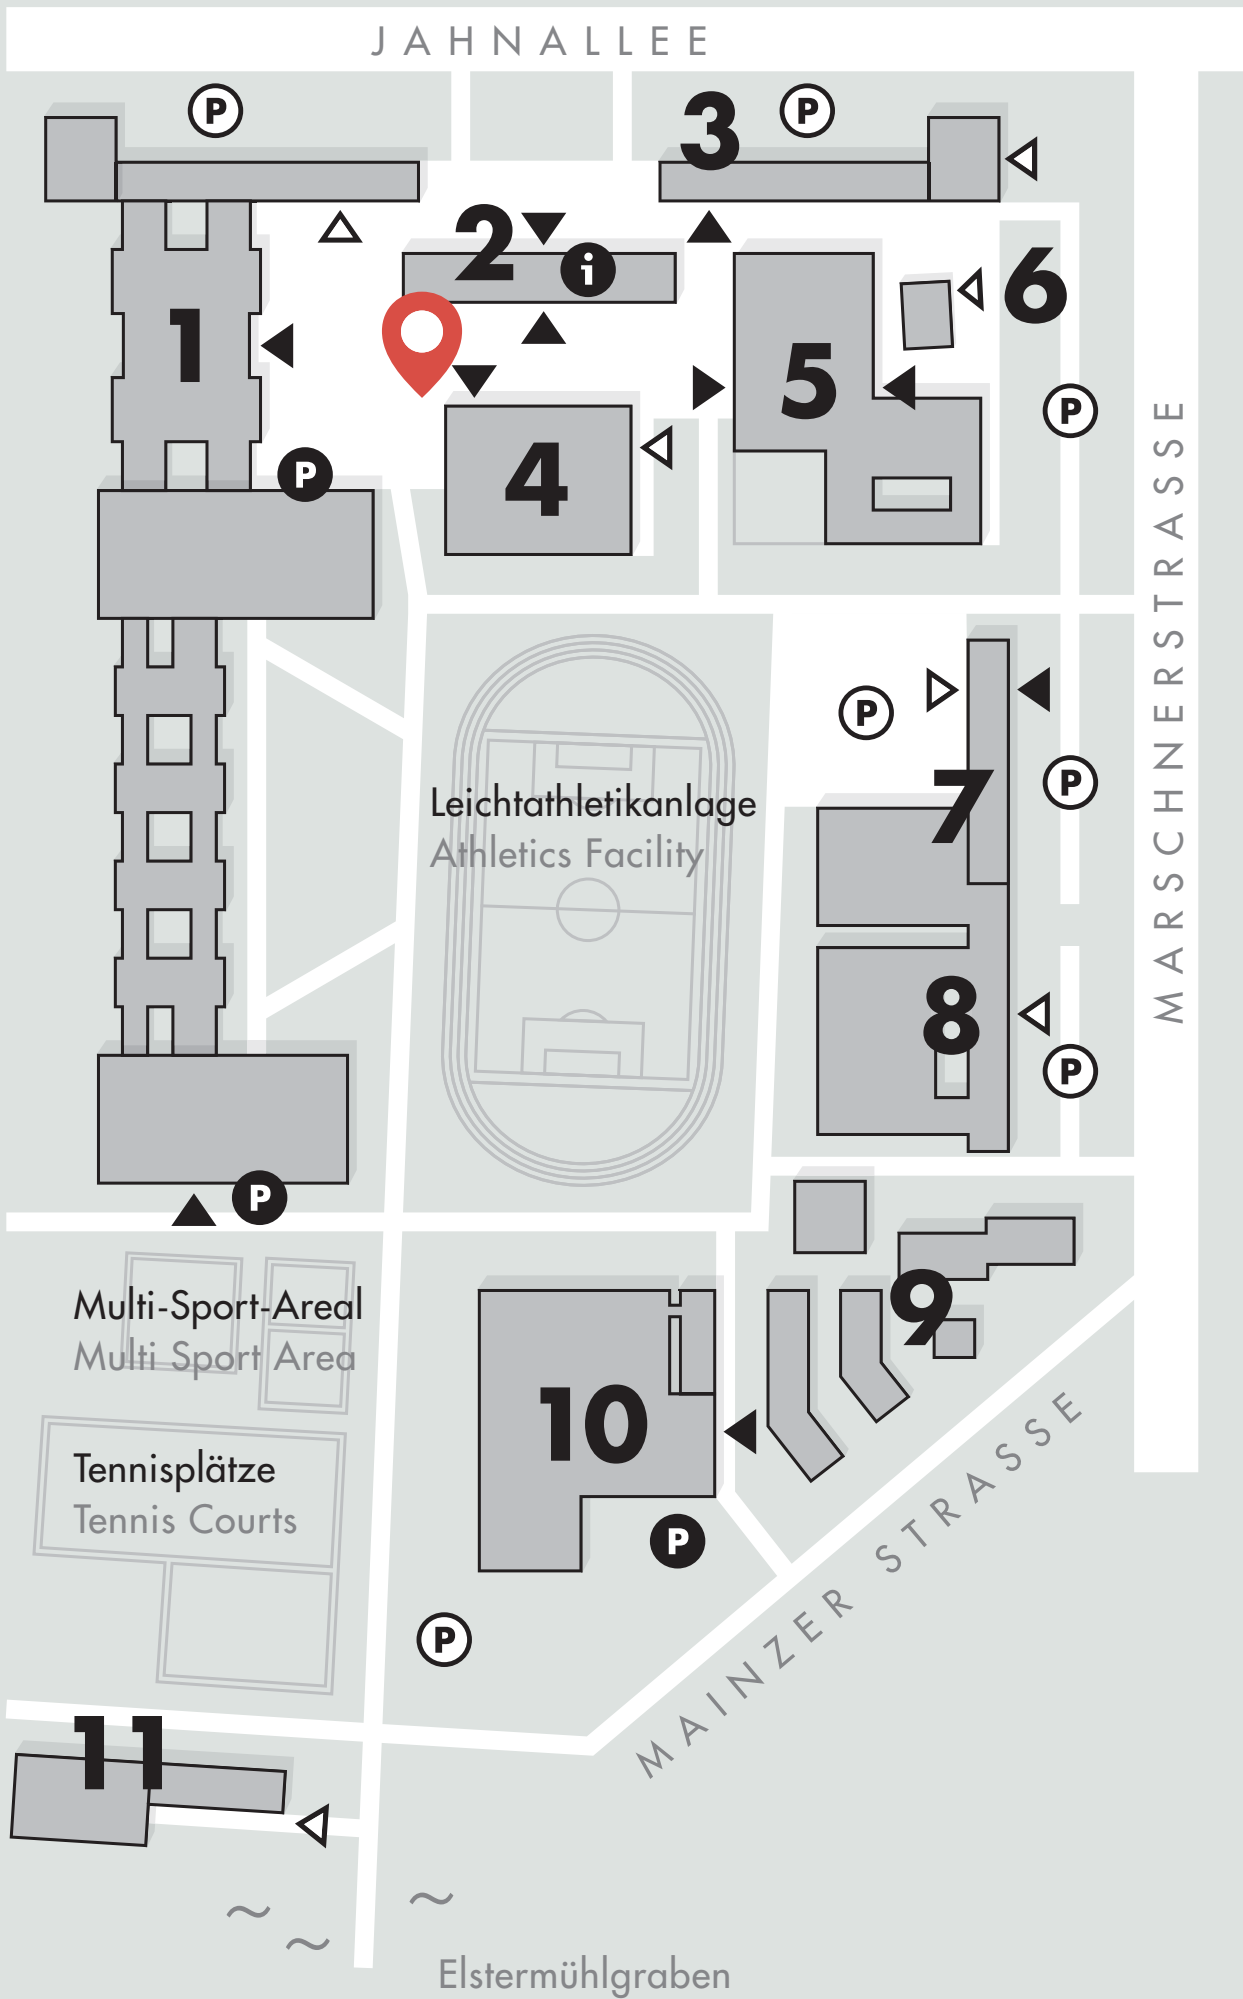 JAHNALLEE
P
3
P
2
i
6
1
5
P
4
P
MARSCHNERSTRASSE
P
7
P
Leichtathletikanlage
Athletics Facility
8
P
P
9
Multi-Sport-Areal
Multi Sport Area
10
Tennisplätze
Tennis Courts
P
MAINZER STRASSE
P
11
Elstermühlgraben